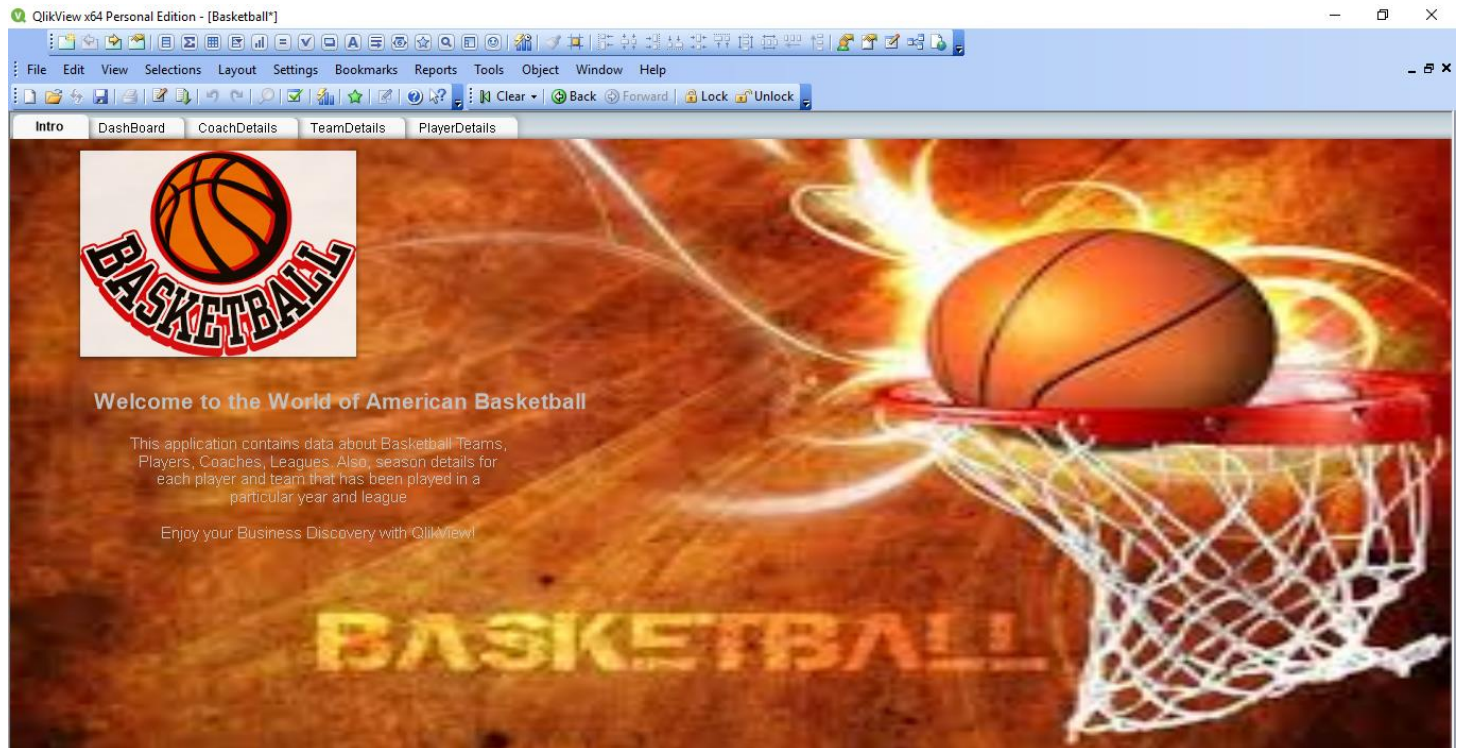 QlikView x64 Personal Edition - [Basketball*]
File Edit View Selections Layout Settings Bookmarks Reports Tools Object Window Help
Clear Back Forward Lock Unlock
Intro DashBoard CoachDetails TeamDetails PlayerDetails
BASKETBALL
Welcome to the World of American Basketball
This application contains data about Basketball Teams,
Players, Coaches, Leagues. Also, season details for
each player and team that has been played in a
particular year and league
Enjoy your Business Discovery with QlikView!
BASKETBALL